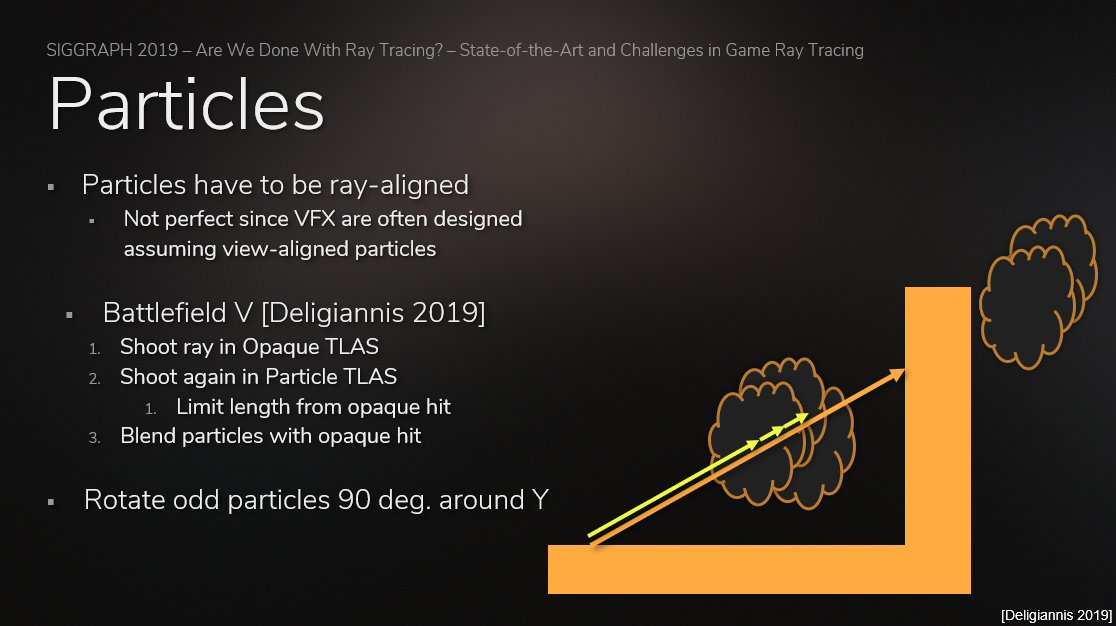 SIGGRAPH 2019 – Are We Done With Ray Tracing? – State-of-the-Art and Challenges in Game Ray Tracing
Particles
▪ Particles have to be ray-aligned
▪ Not perfect since VFX are often designed
assuming view-aligned particles
▪ Battlefield V [Deligiannis 2019]
1. Shoot ray in Opaque TLAS
2. Shoot again in Particle TLAS
1. Limit length from opaque hit
3. Blend particles with opaque hit
▪ Rotate odd particles 90 deg. around Y
[Deligiannis 2019]